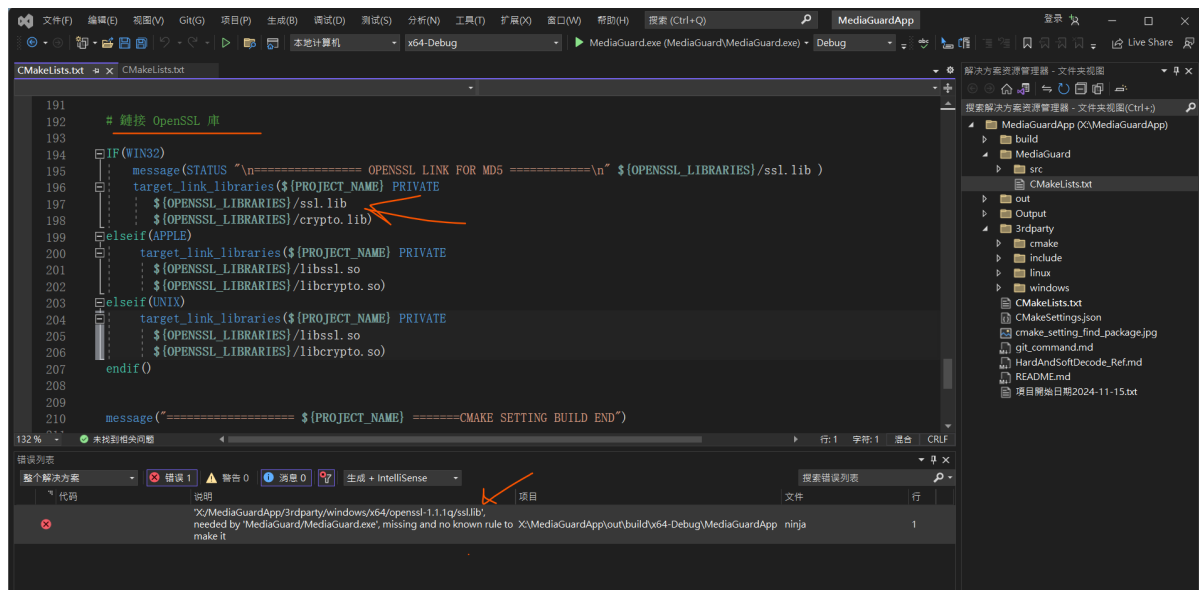 文件(F) 编辑(E) 视图(V) Git(G) 项目(P) 生成(B) 调试(D) 测试(S) 分析(N) 工具(T) 扩展(X) 窗口(W) 帮助(H) 搜索 (Ctrl+Q) MediaGuardApp 登录
本地计算机 x64-Debug MediaGuard.exe (MediaGuard\MediaGuard.exe) Debug Live Share
CMakeLists.txt CMakeLists.txt
191
192 # 鏈接 OpenSSL 庫
193
194 IF(WIN32)
195 message(STATUS "\n================ OPENSSL LINK FOR MD5 ============\n" ${OPENSSL_LIBRARIES}/ssl.lib )
196 target_link_libraries(${PROJECT_NAME} PRIVATE
197 ${OPENSSL_LIBRARIES}/ssl.lib
198 ${OPENSSL_LIBRARIES}/crypto.lib)
199 elseif(APPLE)
200 target_link_libraries(${PROJECT_NAME} PRIVATE
201 ${OPENSSL_LIBRARIES}/libssl.so
202 ${OPENSSL_LIBRARIES}/libcrypto.so)
203 elseif(UNIX)
204 target_link_libraries(${PROJECT_NAME} PRIVATE
205 ${OPENSSL_LIBRARIES}/libssl.so
206 ${OPENSSL_LIBRARIES}/libcrypto.so)
207 endif()
208
209
210 message("=================== ${PROJECT_NAME} =======CMAKE SETTING BUILD END")
132 % 未找到相关问题 行: 1 字符: 1 混合 CRLF
错误列表
整个解决方案 错误 1 警告 0 消息 0 生成 + IntelliSense 搜索错误列表
代码 说明 项目 文件 行
'X:/MediaGuardApp/3rdparty/windows/x64/openssl-1.1.1q/ssl.lib',
needed by 'MediaGuard/MediaGuard.exe', missing and no known rule to X:\MediaGuardApp\out\build\x64-Debug\MediaGuardApp ninja 1
make it
解决方案资源管理器 - 文件夹视图
搜索解决方案资源管理器 - 文件夹视图(Ctrl+;)
MediaGuardApp (X:\MediaGuardApp)
build
MediaGuard
src
CMakeLists.txt
out
Output
3rdparty
cmake
include
linux
windows
CMakeLists.txt
CMakeSettings.json
cmake_setting_find_package.jpg
git_command.md
HardAndSoftDecode_Ref.md
README.md
項目開始日期2024-11-15.txt